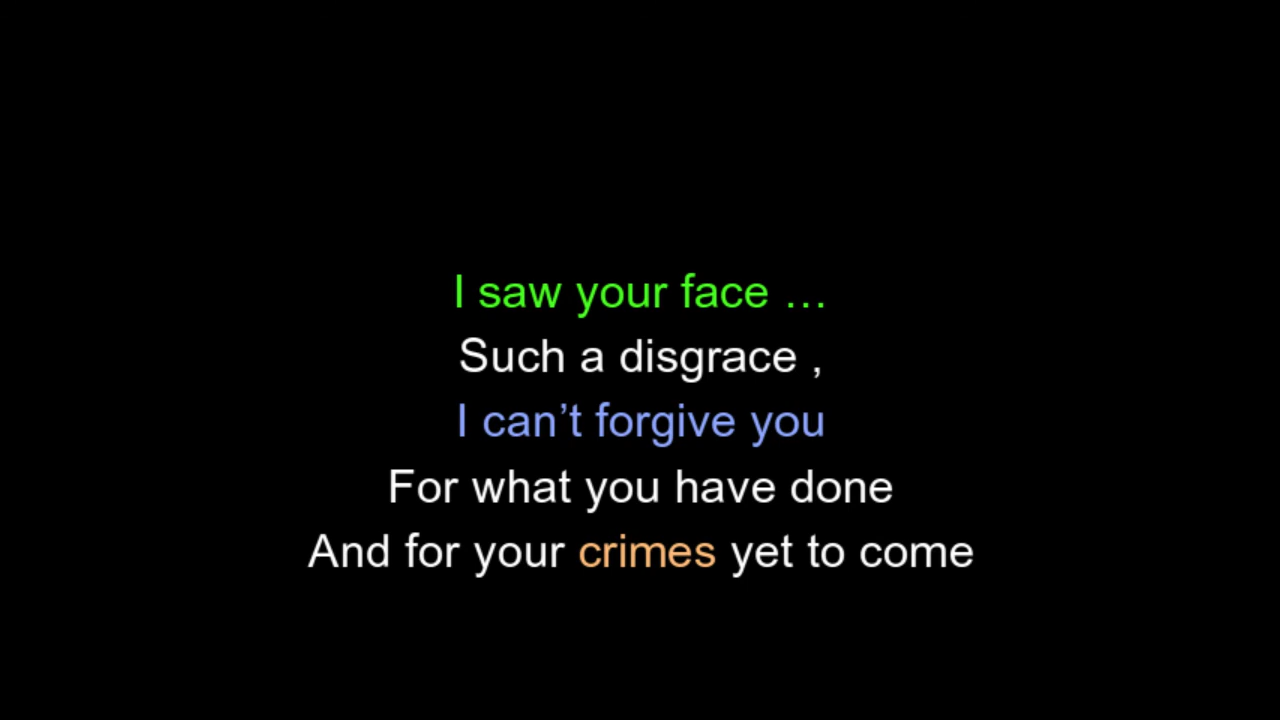 I saw your face …
Such a disgrace ,
I can’t forgive you
For what you have done
And for your crimes yet to come